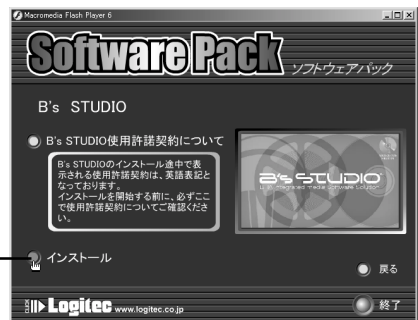 Macromedia Flash Player 6
Software Pack ソフトウェアパック
B's STUDIO
B's STUDIO使用許諾契約について
B's STUDIOのインストール途中で表
示される使用許諾契約は、英語表記と
なっております。
インストールを開始する前に、必ずここ
で使用許諾契約についてご確認くださ
い。
B's STUDiO
インストール
戻る
CLICK Logitec www.logitec.co.jp
終了